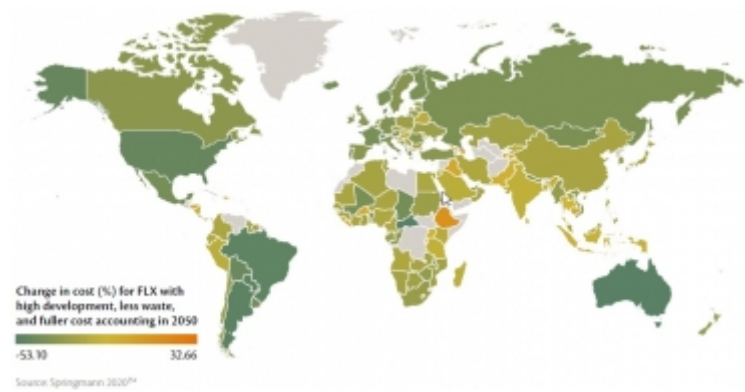 Change in cost (%) for FLX with
high development, less waste,
and fuller cost accounting in 2050
-53.10 32.66
Source: Springmann 2020